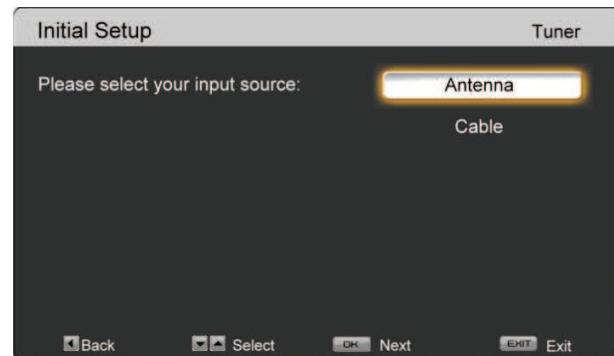 Initial Setup Tuner
Please select your input source: Antenna
Cable
Back Select OK Next EXIT Exit